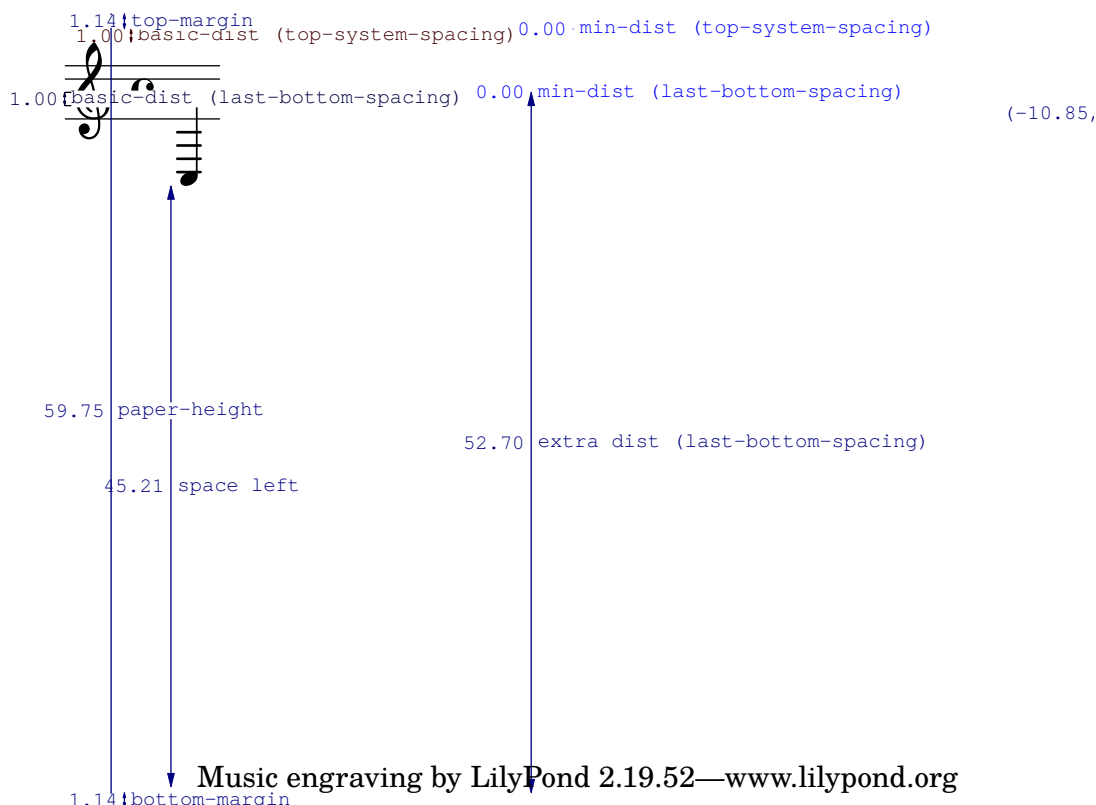 1.14 top-margin
1.00 basic-dist (top-system-spacing) 0.00 min-dist (top-system-spacing)
1.00 basic-dist (last-bottom-spacing) 0.00 min-dist (last-bottom-spacing)
(-10.85,
59.75 paper-height
52.70 extra dist (last-bottom-spacing)
45.21 space left
Music engraving by LilyPond 2.19.52—www.lilypond.org
1.14 bottom-margin